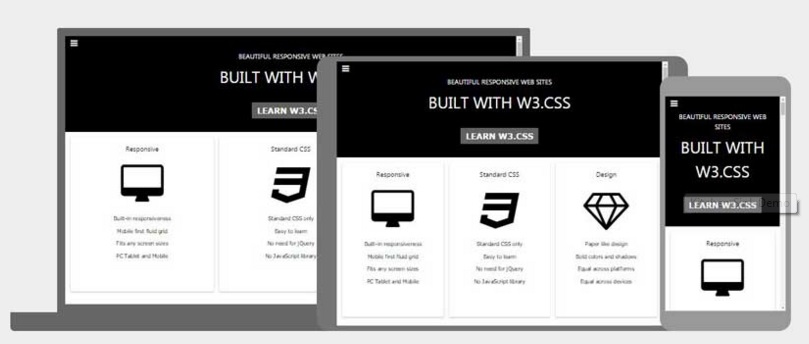 BEAUTIFUL RESPONSIVE WEB SITES
BUILT WITH W
LEARN W3.CS
Responsive
Built-in responsiveness
Mobile first fluid grid
Fits any screen sizes
PC Tablet and Mobile
Standard CSS
Standard CSS only
Easy to learn
No need for jQuery
No JavaScript library
BEAUTIFUL RESPONSIVE WEB SITES
BUILT WITH W3.CSS
LEARN W3.CSS
Responsive
Built-in responsiveness
Mobile first fluid grid
Fits any screen sizes
PC Tablet and Mobile
Standard CSS
Standard CSS only
Easy to learn
No need for jQuery
No JavaScript library
Design
Paper like design
Bold colors and shadows
Equal across platforms
Equal across devices
BEAUTIFUL RESPONSIVE WEB
SITES
BUILT WITH
W3.CSS
LEARN W3.CSS
Demo
Responsive